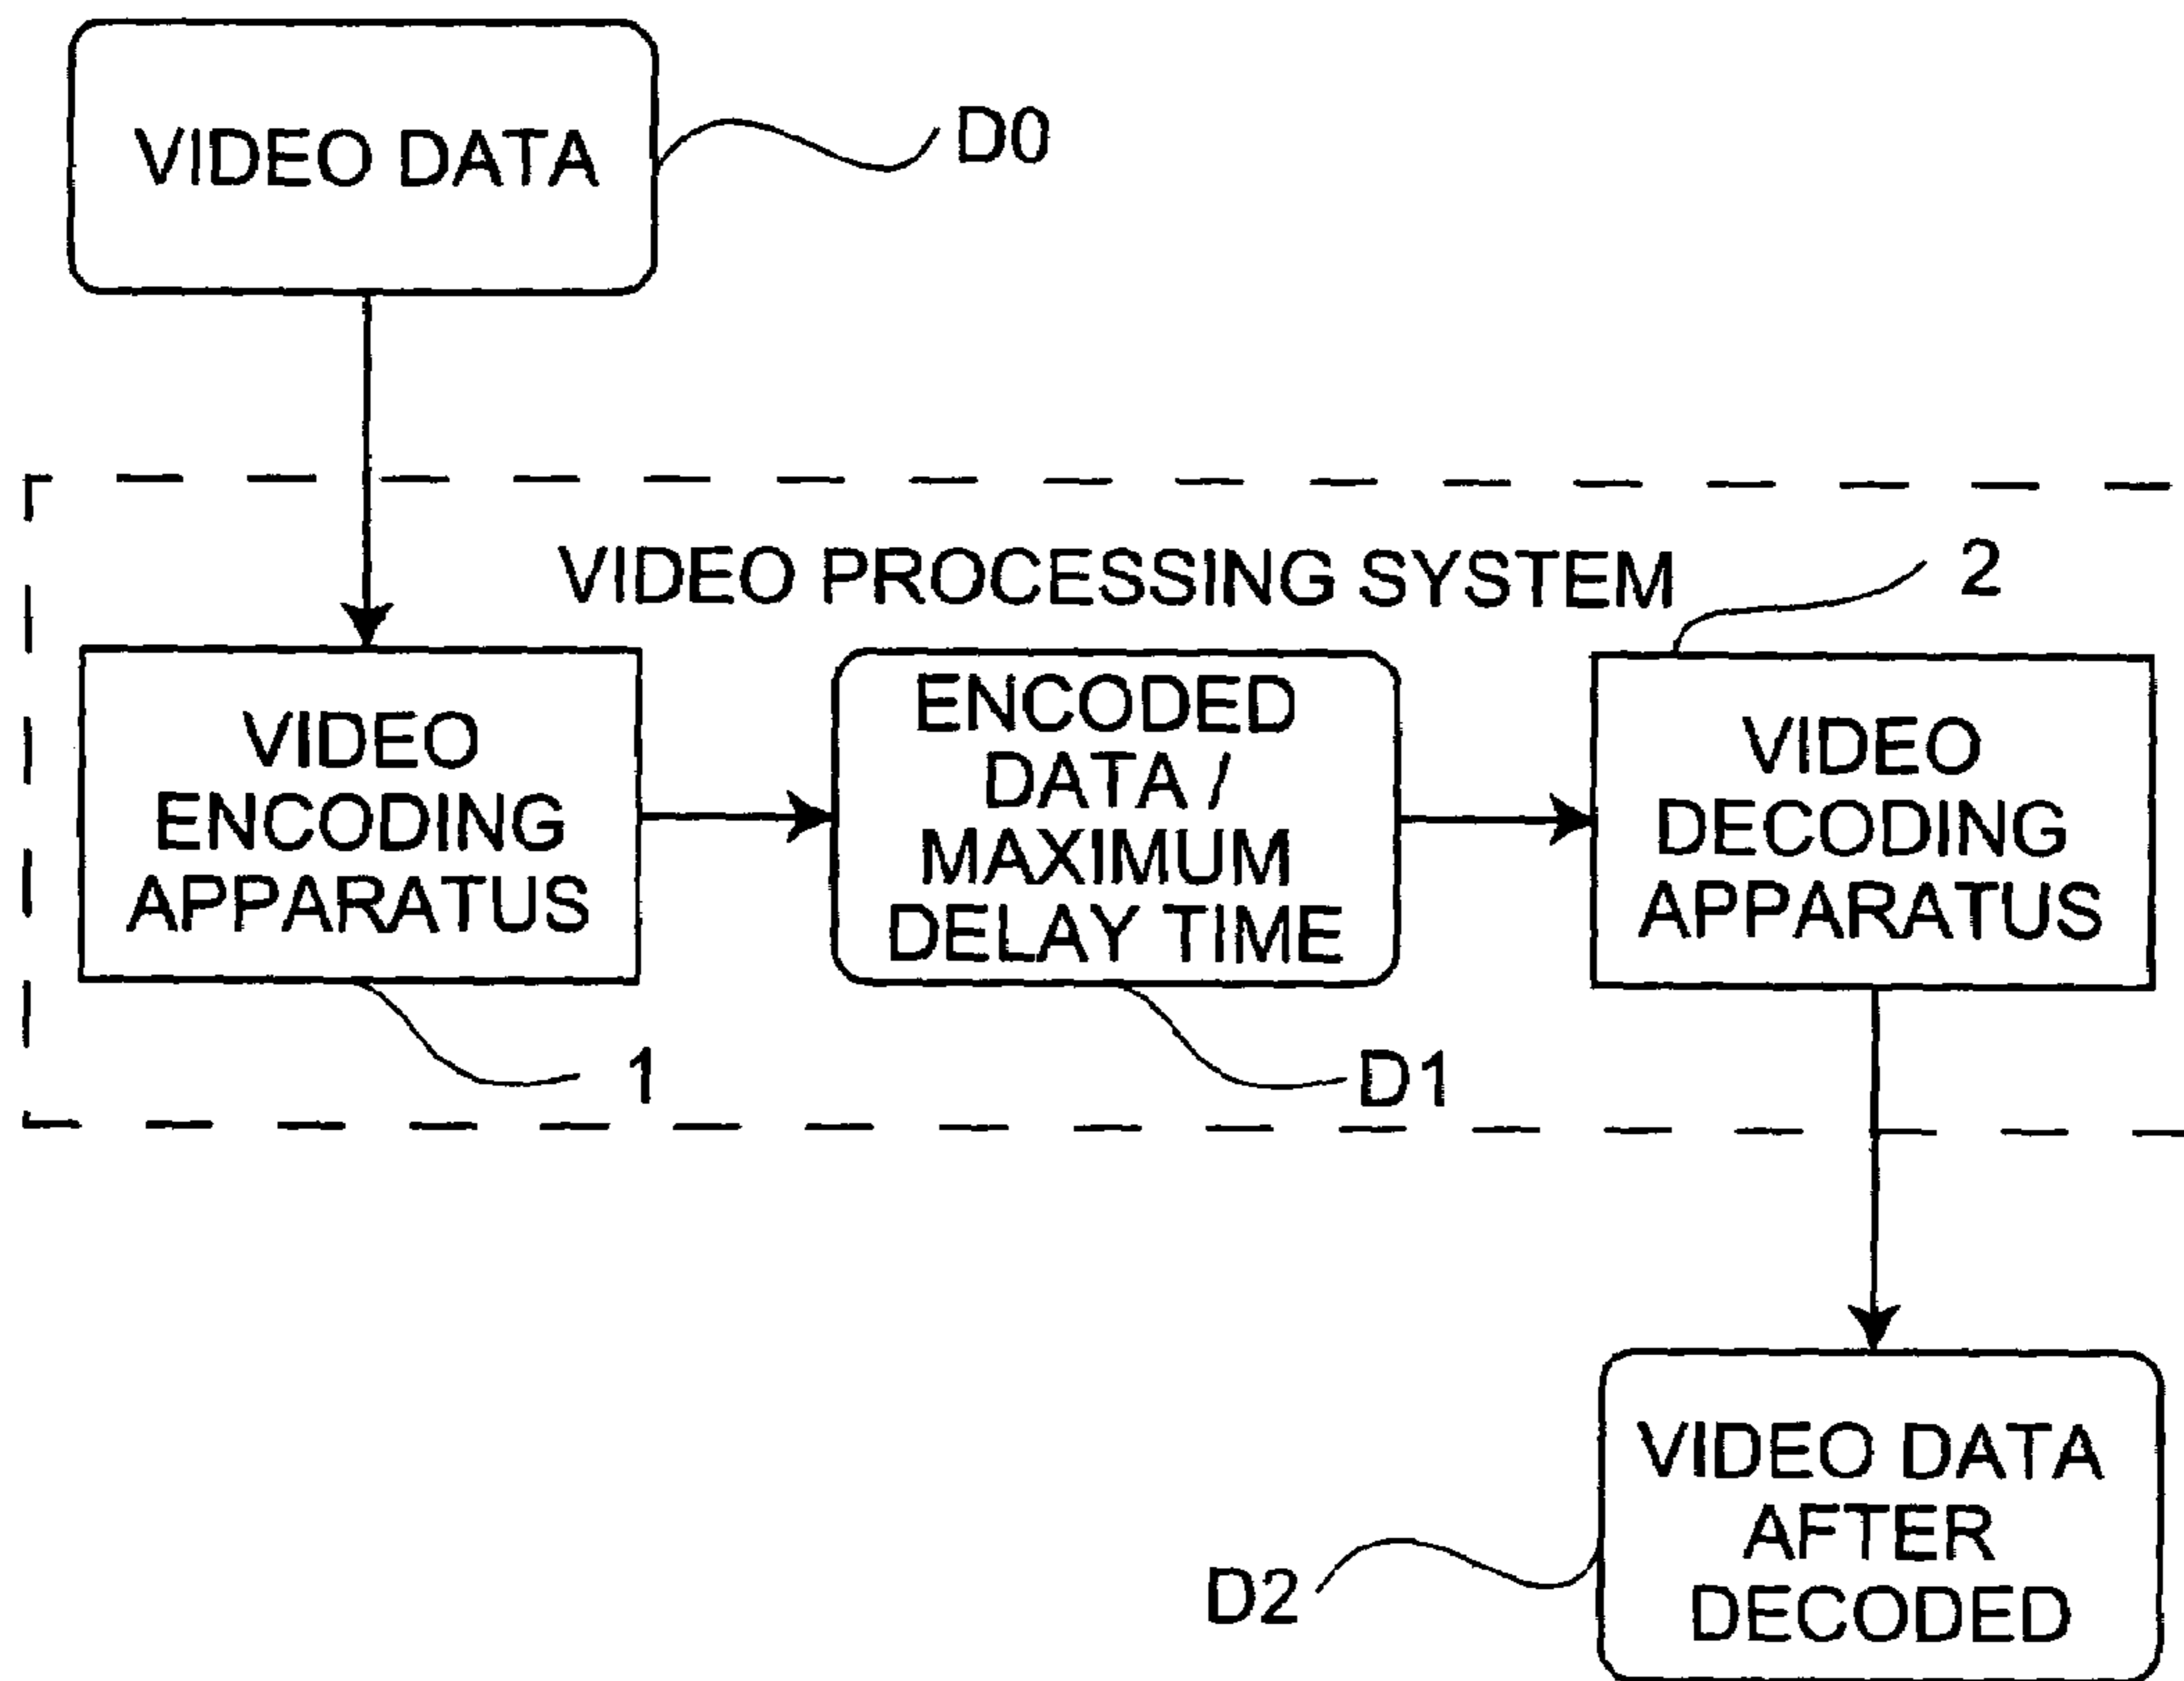 VIDEO DATA
D0
VIDEO PROCESSING SYSTEM
2
VIDEO
ENCODING
APPARATUS
ENCODED
DATA /
MAXIMUM
DELAY TIME
VIDEO
DECODING
APPARATUS
1
D1
VIDEO DATA
AFTER
DECODED
D2